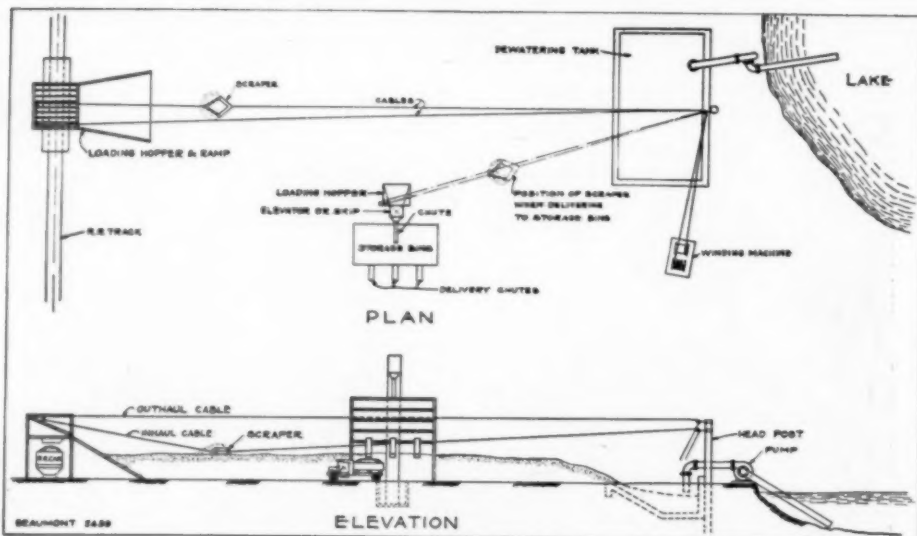 DEWATERING TANK
LAKE
SCRAPER
CABLES
LOADING HOPPER & RAMP
LOADING HOPPER
ELEVATOR OR SKIP
CHUTE
POSITION OF SCRAPER
WHEN DELIVERING
TO STORAGE BINS
R.R. TRACK
STORAGE BINS
WINDING MACHINE
DELIVERY CHUTES
PLAN
OUTHAUL CABLE
INHAUL CABLE
SCRAPER
HEAD POST
PUMP
BEAUMONT
ELEVATION